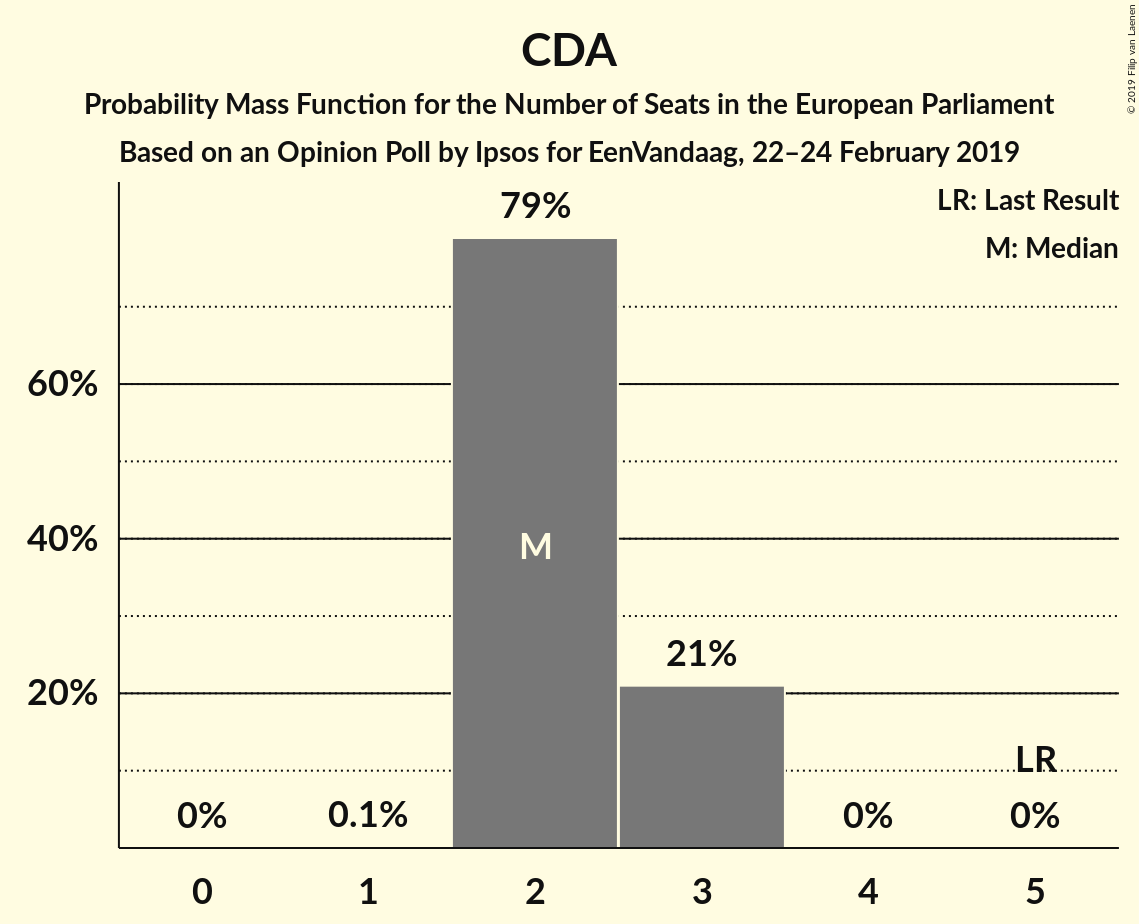 CDA
Probability Mass Function for the Number of Seats in the European Parliament
Based on an Opinion Poll by Ipsos for EenVandaag, 22–24 February 2019
© 2019 Filip van Laenen
LR: Last Result
M: Median
79%
60%
40%
M
21%
20%
LR
0%
0.1%
0%
0%
0
1
2
3
4
5